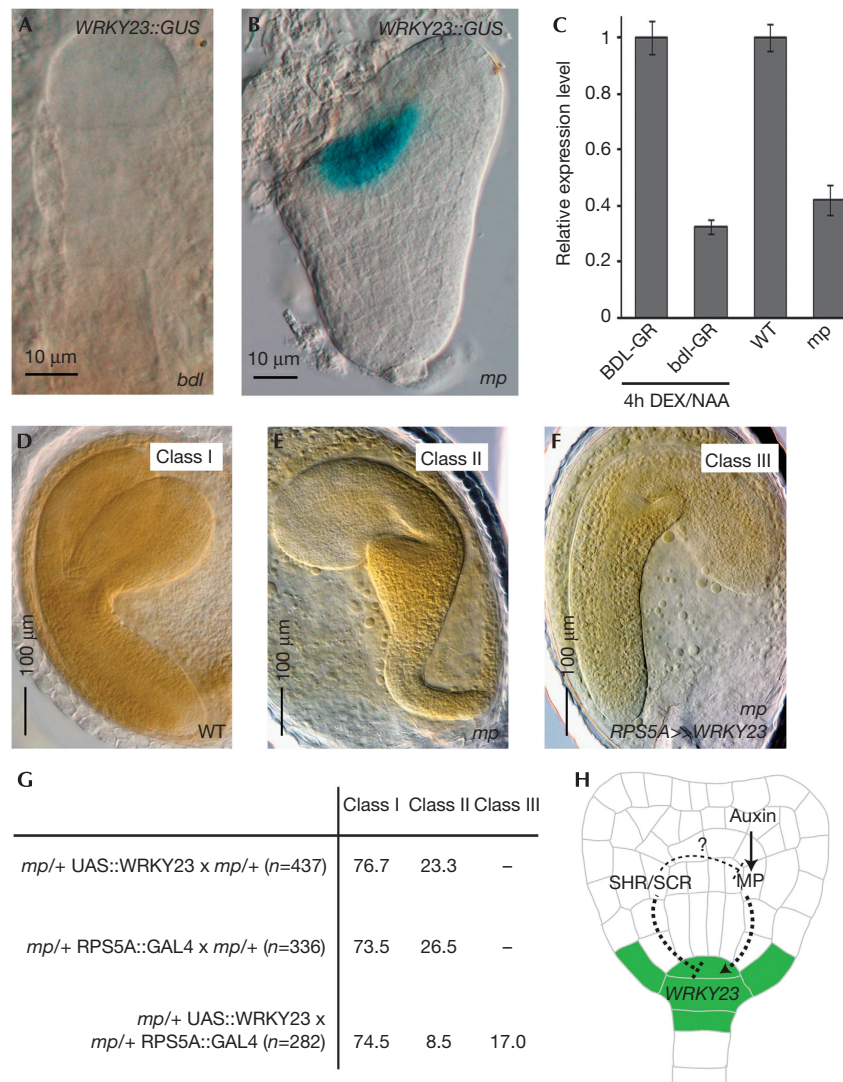 A
WRKY23::GUS
10 µm
bdl
B
WRKY23::GUS
10 µm
mp
C
Relative expression level
1
0.8
0.6
0.4
0.2
0
BDL-GR
bdl-GR
WT
mp
4h DEX/NAA
D
Class I
100 µm
WT
E
Class II
100 µm
mp
F
Class III
100 µm
mp
RPS5A>>WRKY23
G
Class I Class II Class III
mp/+ UAS::WRKY23 x mp/+ (n=437) 76.7 23.3 –
mp/+ RPS5A::GAL4 x mp/+ (n=336) 73.5 26.5 –
mp/+ UAS::WRKY23 x
mp/+ RPS5A::GAL4 (n=282) 74.5 8.5 17.0
H
Auxin
?
SHR/SCR
MP
WRKY23